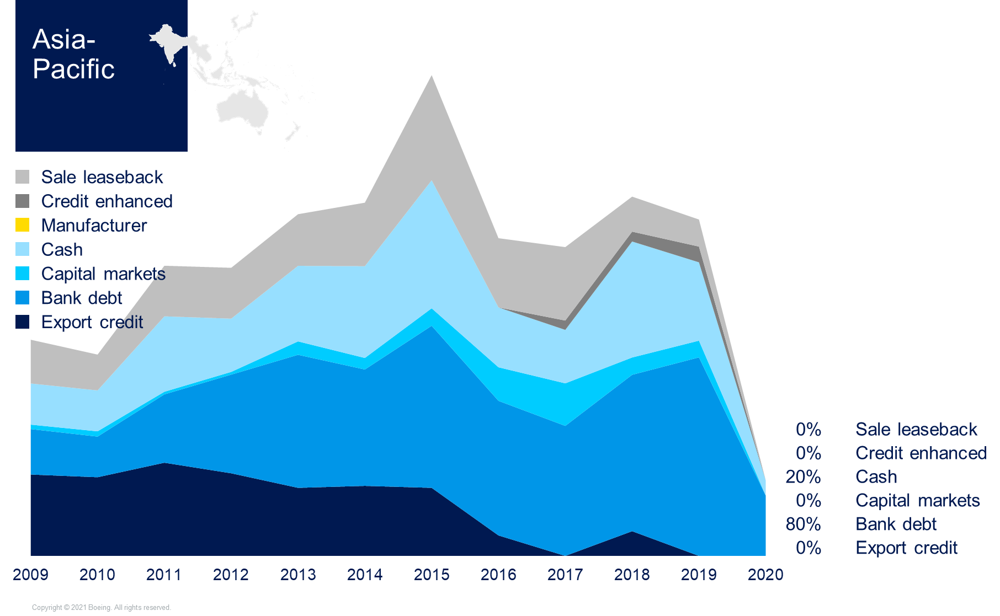 Asia-
Pacific
Sale leaseback
Credit enhanced
Manufacturer
Cash
Capital markets
Bank debt
Export credit
0% Sale leaseback
0% Credit enhanced
20% Cash
0% Capital markets
80% Bank debt
0% Export credit
2009 2010 2011 2012 2013 2014 2015 2016 2017 2018 2019 2020
Copyright © 2021 Boeing. All rights reserved.